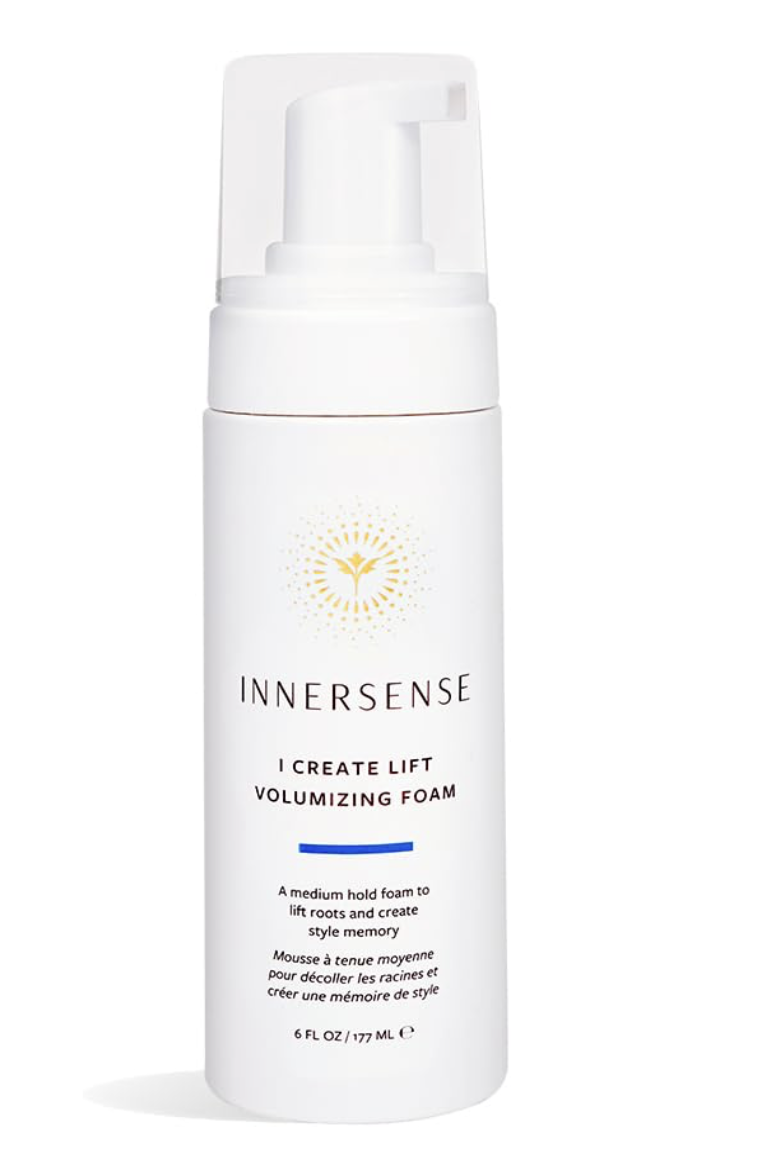 INNERSENSE
I CREATE LIFT
VOLUMIZING FOAM
A medium hold foam to
lift roots and create
style memory
Mousse à tenue moyenne
pour décoller les racines et
créer une mémoire de style
6 FL OZ / 177 ML ℮